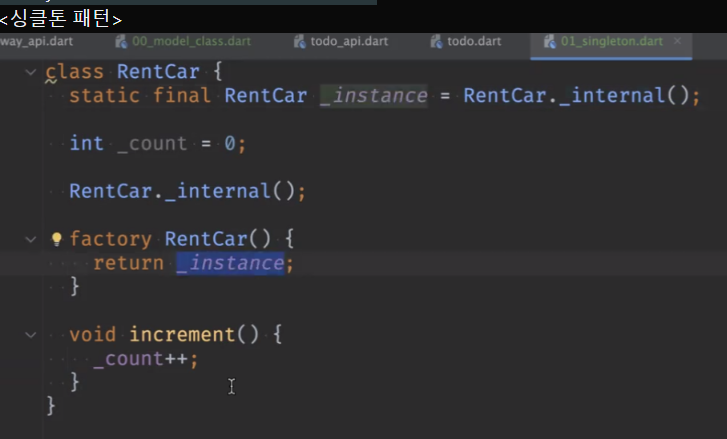 <싱클톤 패턴>
way_api.dart 00_model_class.dart todo_api.dart todo.dart 01_singleton.dart ×
class RentCar {
static final RentCar _instance = RentCar._internal();
int _count = 0;
RentCar._internal();
factory RentCar() {
return _instance;
}
void increment() {
_count++;
}
}